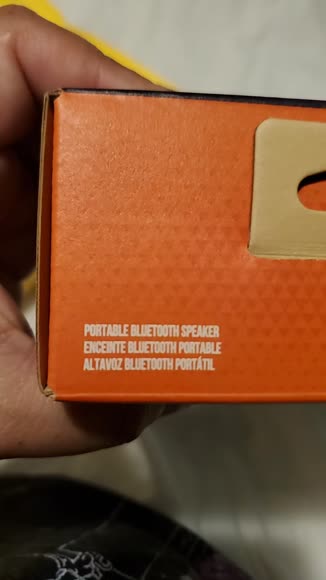 PORTABLE BLUETOOTH SPEAKER
ENCEINTE BLUETOOTH PORTABLE
ALTAVOZ BLUETOOTH PORTÁTIL